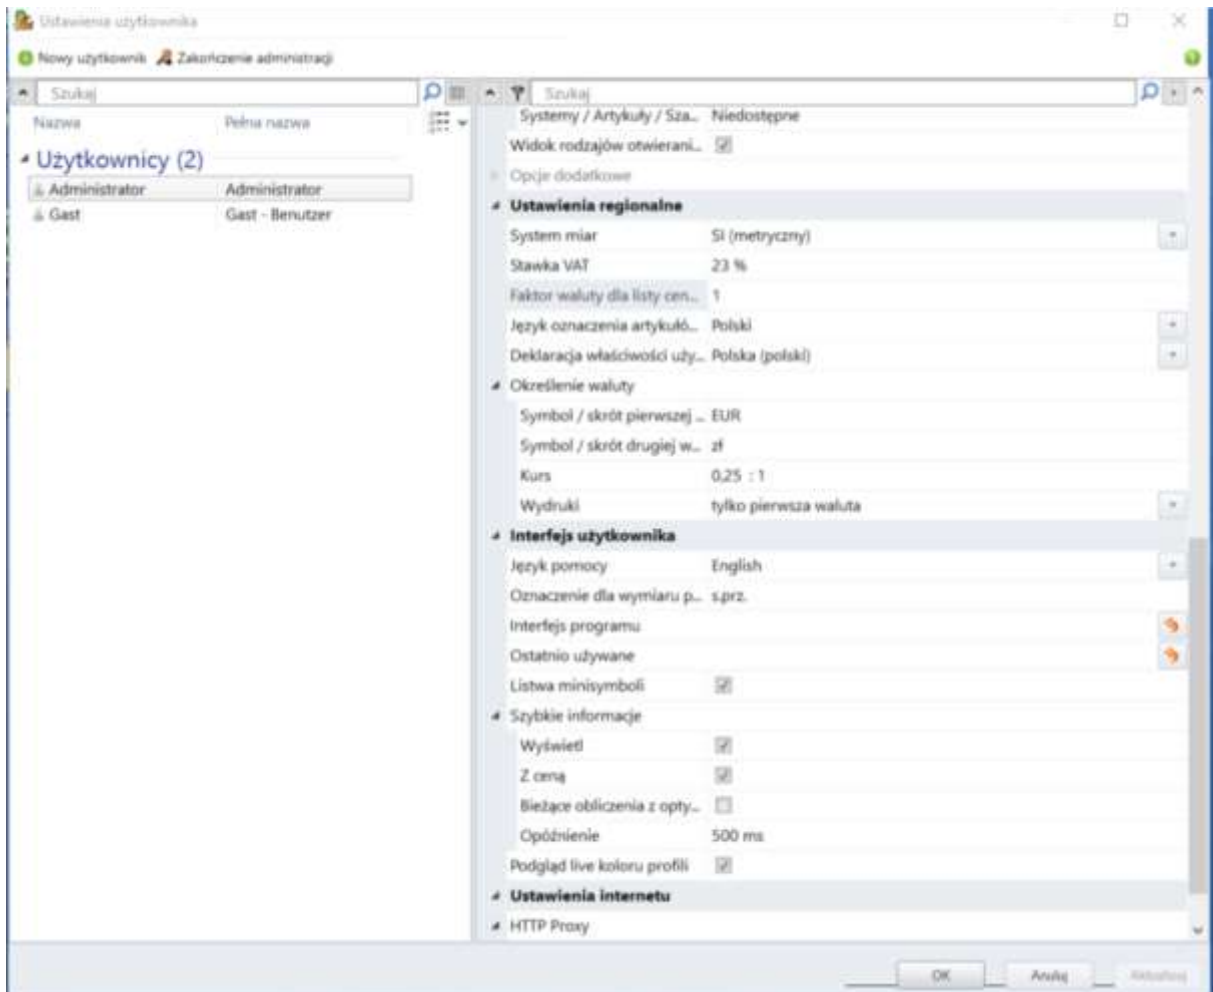 Ustawienia użytkownika
Nowy użytkownik Zakończenie administracji
Szukaj
Nazwa Pełna nazwa
Użytkownicy (2)
Administrator Administrator
Gast Gast - Benutzer
Szukaj
Systemy / Artykuły / Sza... Niedostępne
Widok rodzajów otwierani...
Opcje dodatkowe
Ustawienia regionalne
System miar SI (metryczny)
Stawka VAT 23 %
Faktor waluty dla listy cen... 1
Język oznaczenia artykułó... Polski
Deklaracja właściwości uży... Polska (polski)
Określenie waluty
Symbol / skrót pierwszej ... EUR
Symbol / skrót drugiej w... zł
Kurs 0,25 : 1
Wydruki tylko pierwsza waluta
Interfejs użytkownika
Język pomocy English
Oznaczenie dla wymiaru p... s.prz.
Interfejs programu
Ostatnio używane
Listwa minisymboli
Szybkie informacje
Wyświetl
Z ceną
Bieżące obliczenia z opty...
Opóźnienie 500 ms
Podgląd live koloru profili
Ustawienia internetu
HTTP Proxy
OK Anuluj Aktualizuj